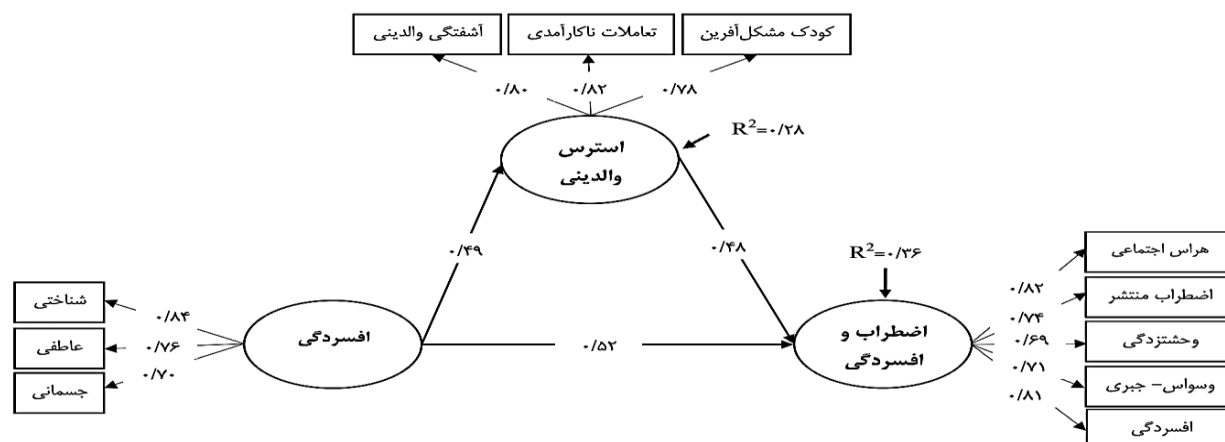 آشفتگی والدینی
تعاملات ناکارآمدی
کودک مشکل‌آفرین
۰/۸۰
۰/۸۲
۰/۷۸
استرس
والدینی
R²=۰/۲۸
۰/۴۹
۰/۴۸
R²=۰/۳۶
شناختی
عاطفی
جسمانی
۰/۸۴
۰/۷۶
۰/۷۰
افسردگی
۰/۵۲
اضطراب و
افسردگی
۰/۸۲
۰/۷۴
۰/۶۹
۰/۷۱
۰/۸۱
هراس اجتماعی
اضطراب منتشر
وحشتزدگی
وسواس– جبری
افسردگی